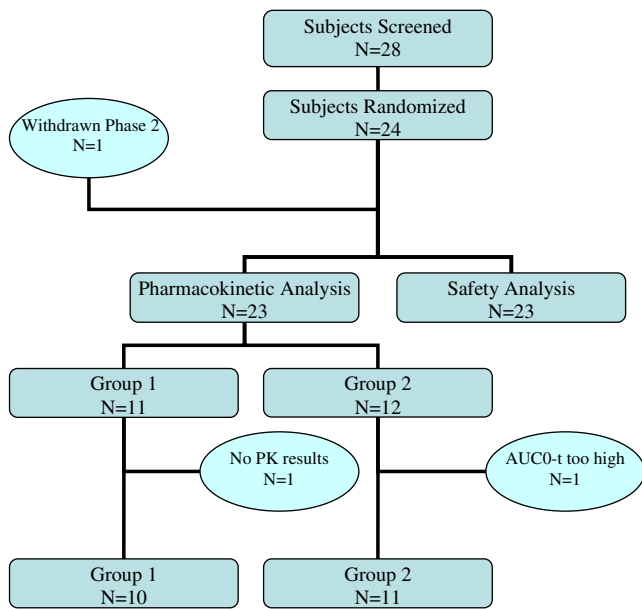 Subjects Screened
N=28
Subjects Randomized
N=24
Withdrawn Phase 2
N=1
Pharmacokinetic Analysis
N=23
Safety Analysis
N=23
Group 1
N=11
Group 2
N=12
No PK results
N=1
AUC0-t too high
N=1
Group 1
N=10
Group 2
N=11